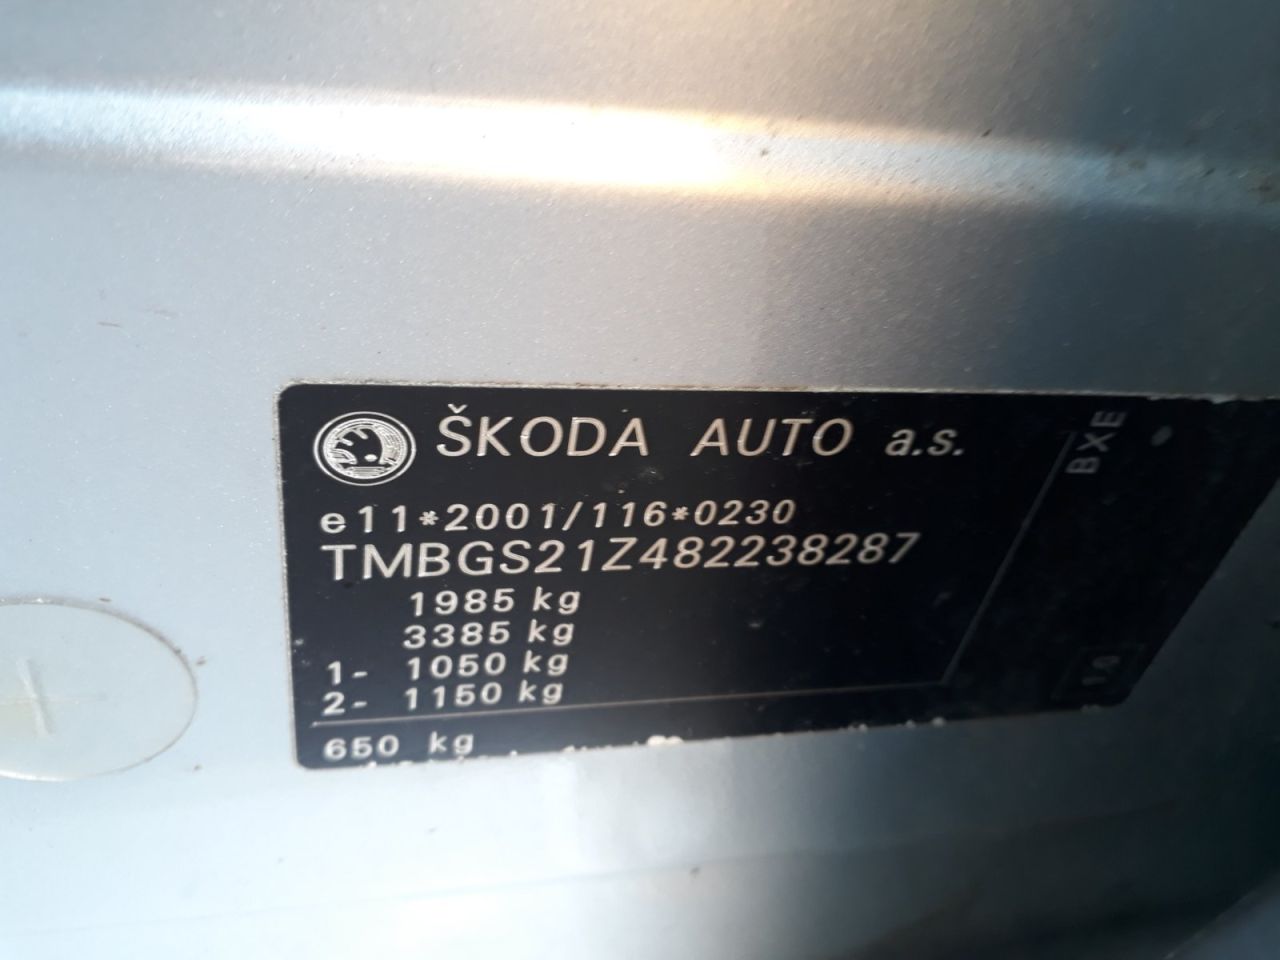 ŠKODA AUTO a.s.
BXE
e11*2001/116*0230
TMBGS21Z482238287
1985 kg
3385 kg
1- 1050 kg
2- 1150 kg
650 kg